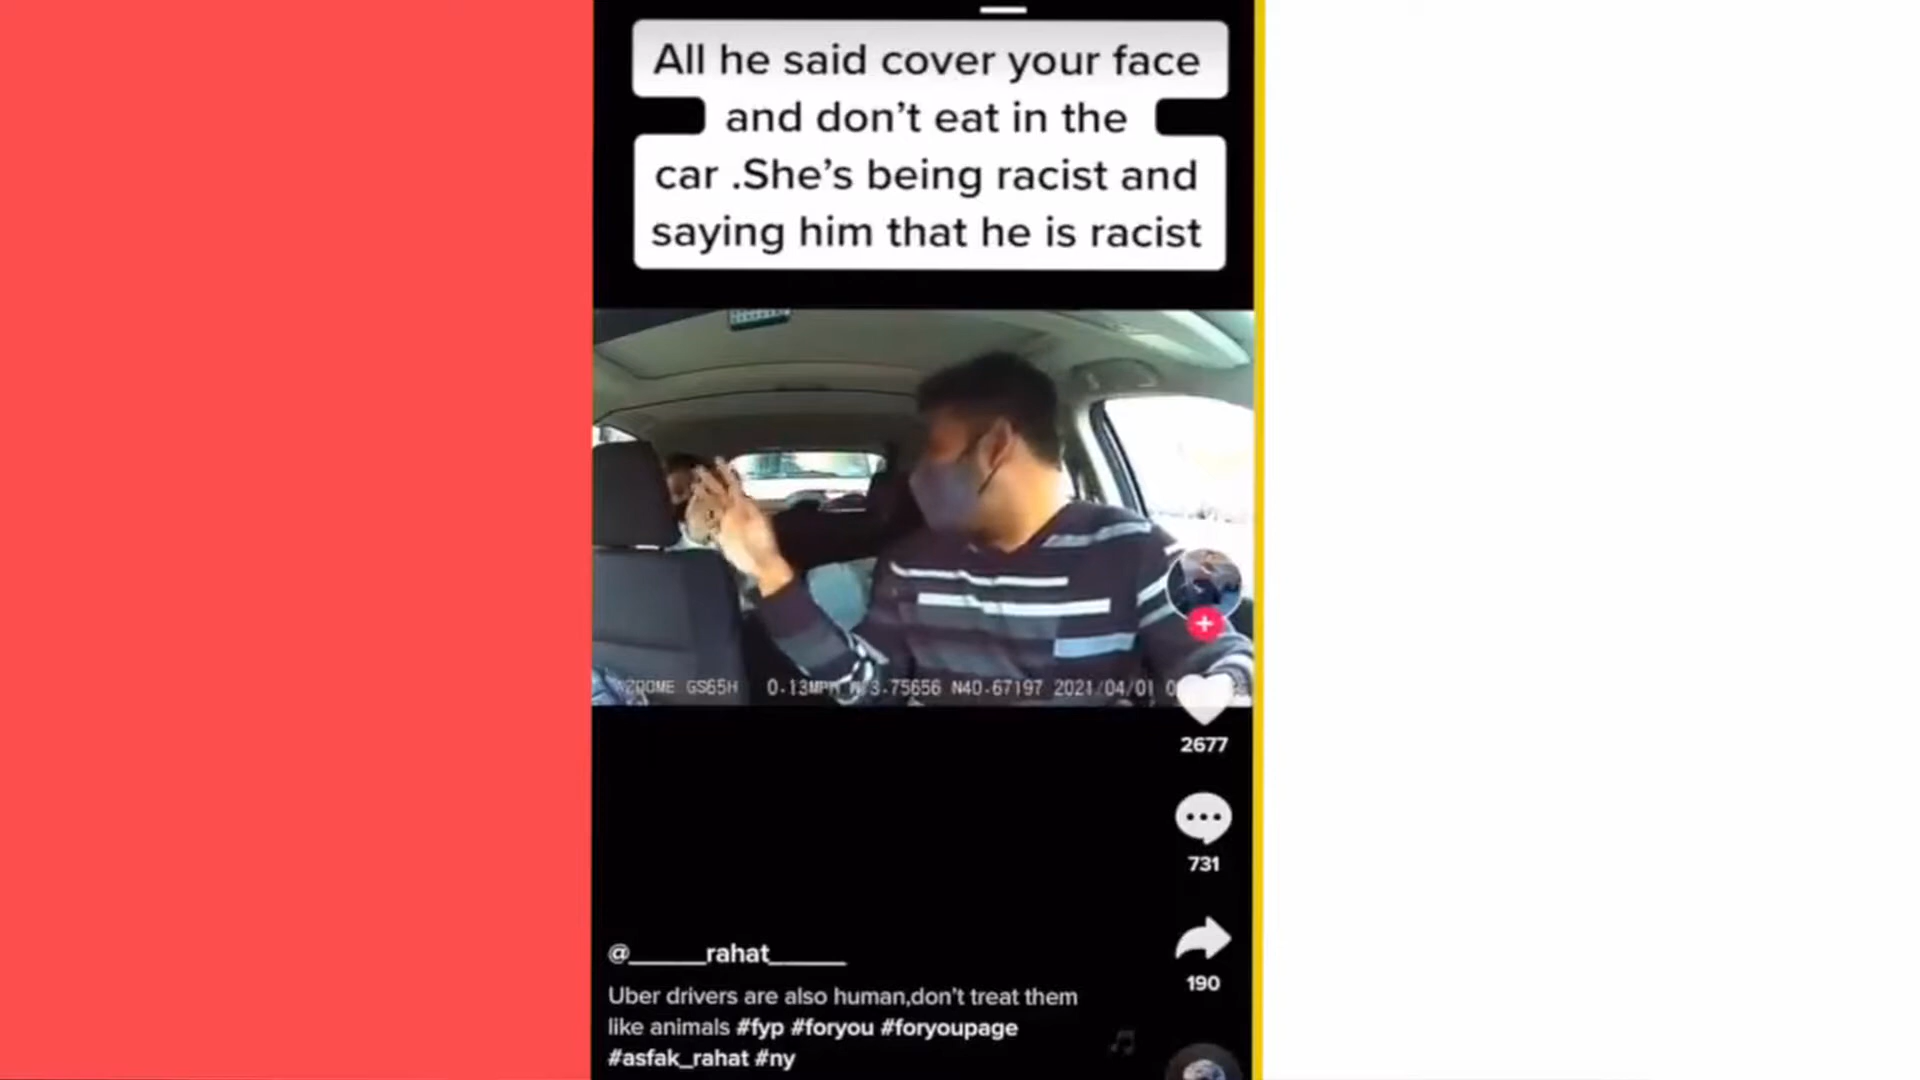 All he said cover your face
and don't eat in the
car .She's being racist and
saying him that he is racist
GS65H 0.13MPH 3.75656 N40.67197 2021/04/01
2677
731
190
@_____rahat_____
Uber drivers are also human,don't treat them
like animals #fyp #foryou #foryoupage
#asfak_rahat #ny